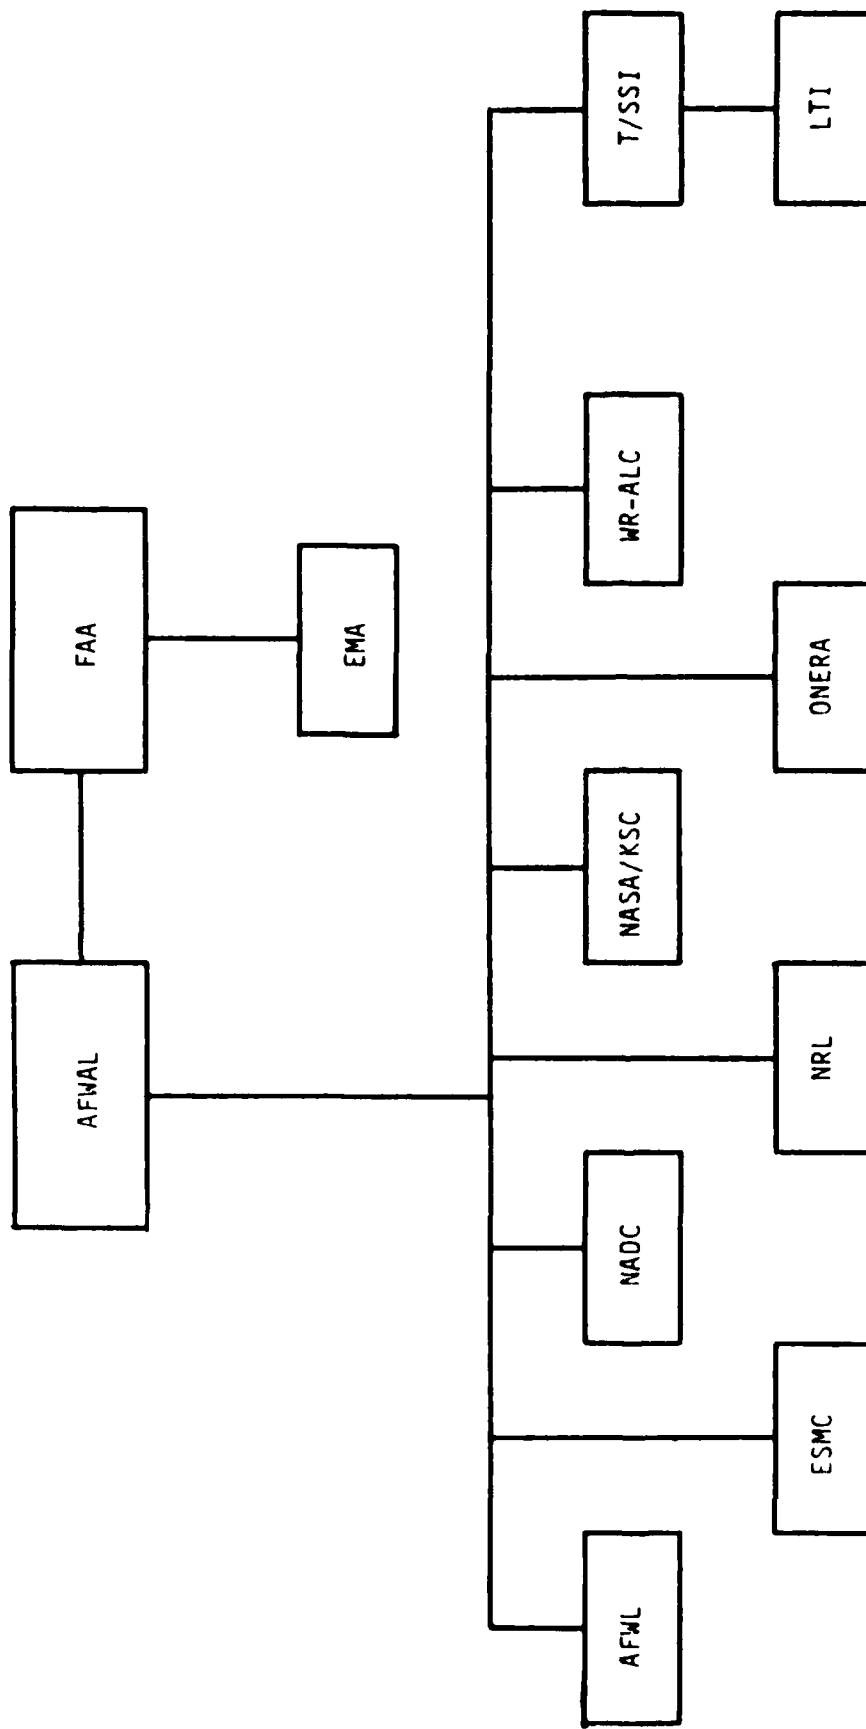 AFWAL
FAA
EMA
AFWL
ESMC
NADC
NRL
NASA/KSC
ONERA
WR-ALC
T/SSI
LTI